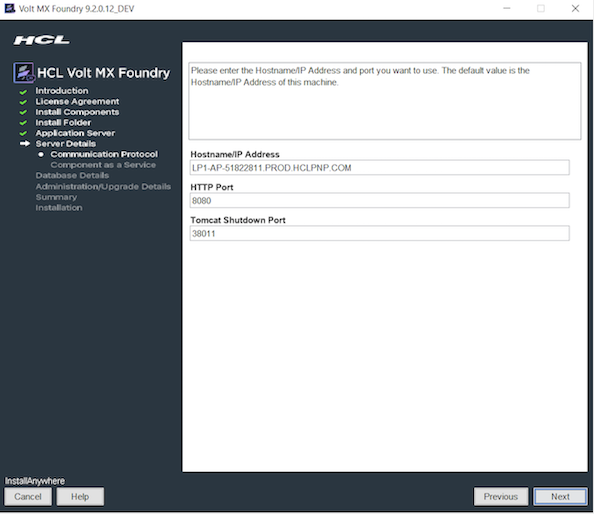 Volt MX Foundry 9.2.0.12_DEV
HCL
HCL Volt MX Foundry
Introduction
License Agreement
Install Components
Install Folder
Application Server
Server Details
Communication Protocol
Component as a Service
Database Details
Administration/Upgrade Details
Summary
Installation
Please enter the Hostname/IP Address and port you want to use. The default value is the
Hostname/IP Address of this machine.
Hostname/IP Address
LP1-AP-51822811.PROD.HCLPNP.COM
HTTP Port
8080
Tomcat Shutdown Port
38011
InstallAnywhere
Cancel
Help
Previous
Next